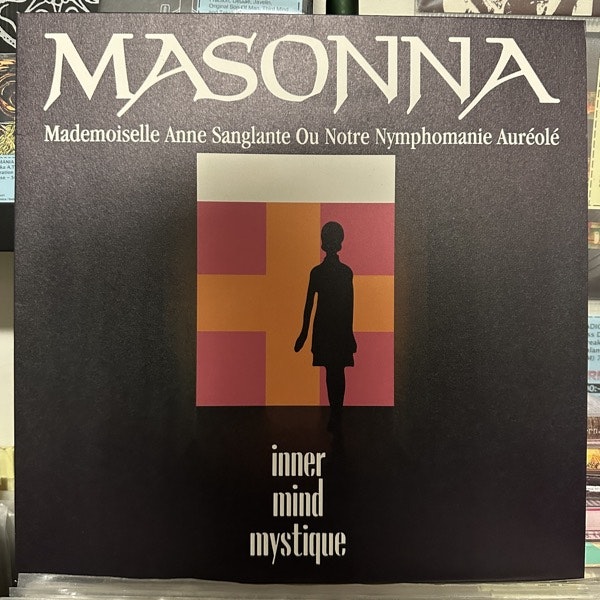 MASONNA
Mademoiselle Anne Sanglante Ou Notre Nymphomanie Auréolé
inner
mind
mystique